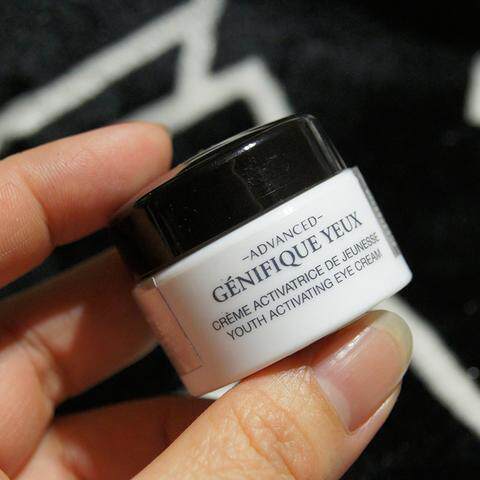 -ADVANCED-
GÉNIFIQUE YEUX
CRÈME ACTIVATRICE DE JEUNESSE
YOUTH ACTIVATING EYE CREAM